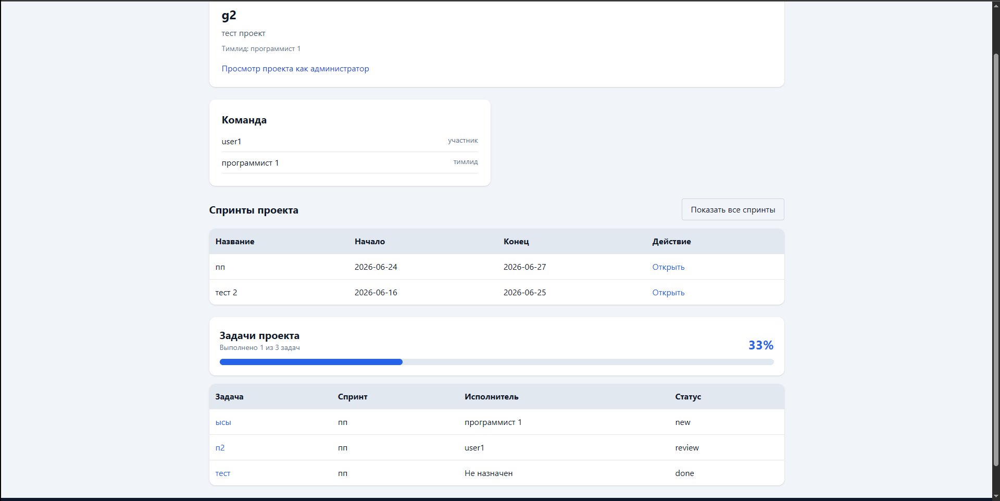 g2
тест проект
Тимлид: программист 1
Просмотр проекта как администратор
Команда
user1 участник
программист 1 тимлид
Спринты проекта Показать все спринты
Название Начало Конец Действие
пп 2026-06-24 2026-06-27 Открыть
тест 2 2026-06-16 2026-06-25 Открыть
Задачи проекта
Выполнено 1 из 3 задач
33%
Задача Спринт Исполнитель Статус
ысы пп программист 1 new
п2 пп user1 review
тест пп Не назначен done